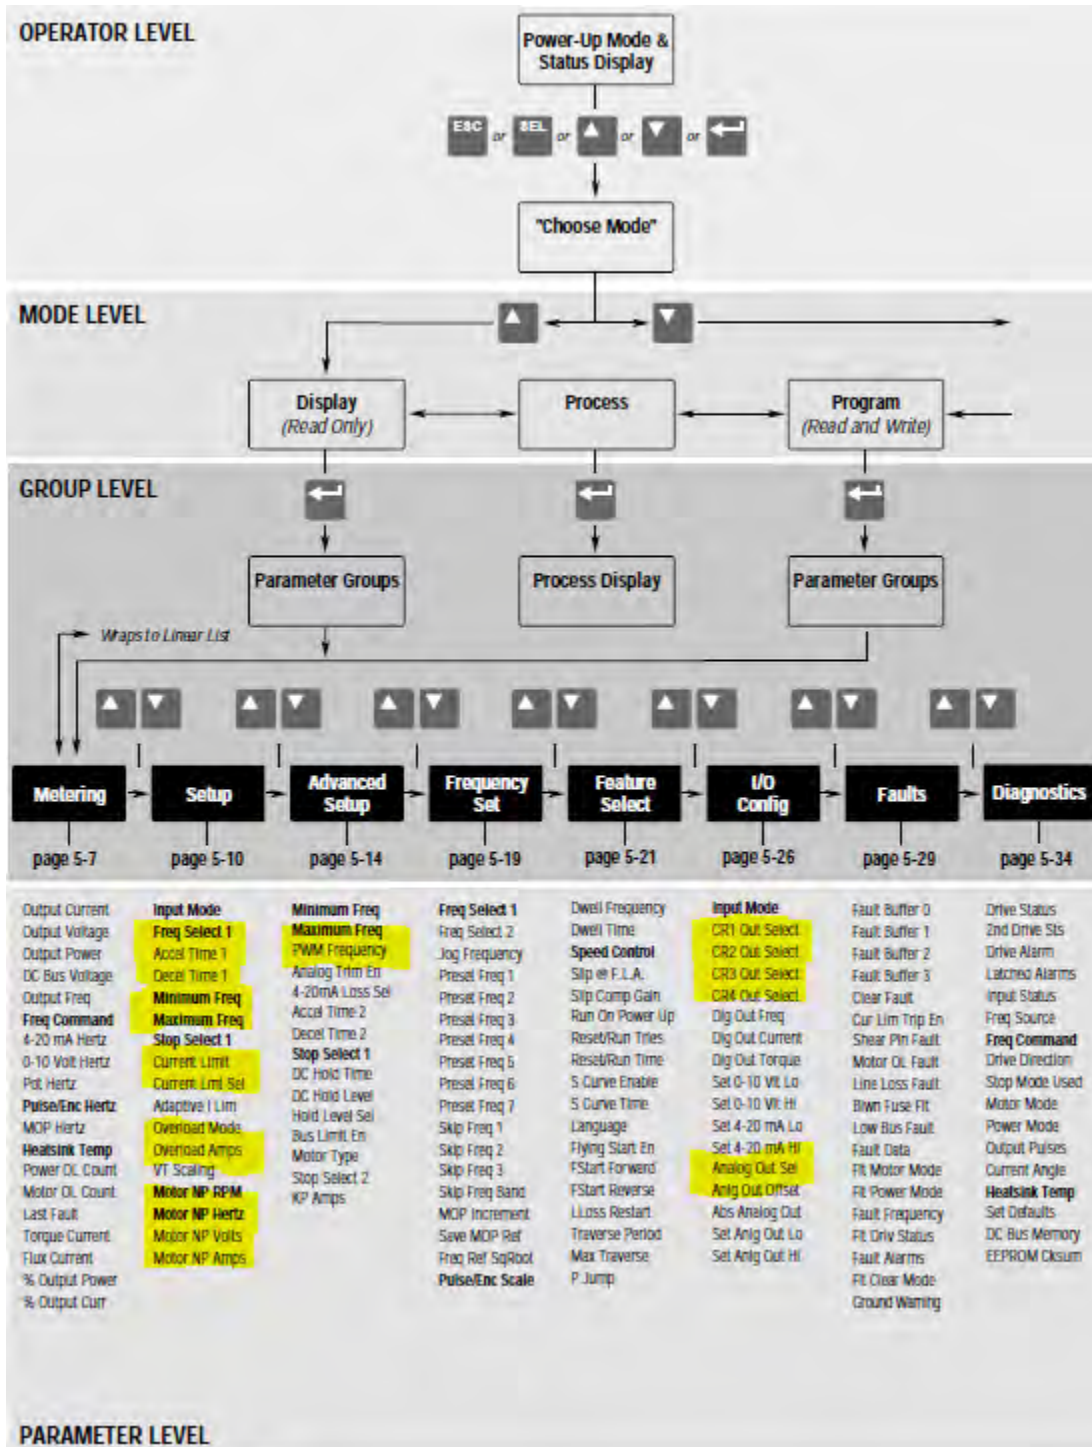 OPERATOR LEVEL
Power-Up Mode &
Status Display
ESC or SEL or or or
"Choose Mode"
MODE LEVEL
Display
(Read Only)
Process
Program
(Read and Write)
GROUP LEVEL
Parameter Groups
Process Display
Parameter Groups
Wraps to Linear List
Metering
Setup
Advanced
Setup
Frequency
Set
Feature
Select
I/O
Config
Faults
Diagnostics
page 5-7
page 5-10
page 5-14
page 5-19
page 5-21
page 5-26
page 5-29
page 5-34
Output Current
Output Voltage
Output Power
DC Bus Voltage
Output Freq
Freq Command
4-20 mA Hertz
0-10 Volt Hertz
Pot Hertz
Pulse/Enc Hertz
MOP Hertz
Heatsink Temp
Power OL Count
Motor OL Count
Last Fault
Torque Current
Flux Current
% Output Power
% Output Curr
Input Mode
Freq Select 1
Accel Time 1
Decel Time 1
Minimum Freq
Maximum Freq
Stop Select 1
Current Limit
Current Lmt Sel
Adaptive I Lim
Overload Mode
Overload Amps
VT Scaling
Motor NP RPM
Motor NP Hertz
Motor NP Volts
Motor NP Amps
Minimum Freq
Maximum Freq
PWM Frequency
Analog Trim En
4-20mA Loss Sel
Accel Time 2
Decel Time 2
Stop Select 1
DC Hold Time
DC Hold Level
Hold Level Sel
Bus Limit En
Motor Type
Stop Select 2
KP Amps
Freq Select 1
Freq Select 2
Jog Frequency
Preset Freq 1
Preset Freq 2
Preset Freq 3
Preset Freq 4
Preset Freq 5
Preset Freq 6
Preset Freq 7
Skip Freq 1
Skip Freq 2
Skip Freq 3
Skip Freq Band
MOP Increment
Save MOP Ref
Freq Ref SqRoot
Pulse/Enc Scale
Dwell Frequency
Dwell Time
Speed Control
Slip @ F.L.A.
Slip Comp Gain
Run On Power Up
Reset/Run Tries
Reset/Run Time
S Curve Enable
S Curve Time
Language
Flying Start En
FStart Forward
FStart Reverse
LLoss Restart
Traverse Period
Max Traverse
P Jump
Input Mode
CR1 Out Select
CR2 Out Select
CR3 Out Select
CR4 Out Select
Dig Out Freq
Dig Out Current
Dig Out Torque
Set 0-10 Vlt Lo
Set 0-10 Vlt Hi
Set 4-20 mA Lo
Set 4-20 mA Hi
Analog Out Sel
Anlg Out Offset
Abs Analog Out
Set Anlg Out Lo
Set Anlg Out Hi
Fault Buffer 0
Fault Buffer 1
Fault Buffer 2
Fault Buffer 3
Clear Fault
Cur Lim Trip En
Shear Pin Fault
Motor OL Fault
Line Loss Fault
Blwn Fuse Flt
Low Bus Fault
Fault Data
Flt Motor Mode
Flt Power Mode
Fault Frequency
Flt Driv Status
Fault Alarms
Flt Clear Mode
Ground Warning
Drive Status
2nd Drive Sts
Drive Alarm
Latched Alarms
Input Status
Freq Source
Freq Command
Drive Direction
Stop Mode Used
Motor Mode
Power Mode
Output Pulses
Current Angle
Heatsink Temp
Set Defaults
DC Bus Memory
EEPROM Cksum
PARAMETER LEVEL